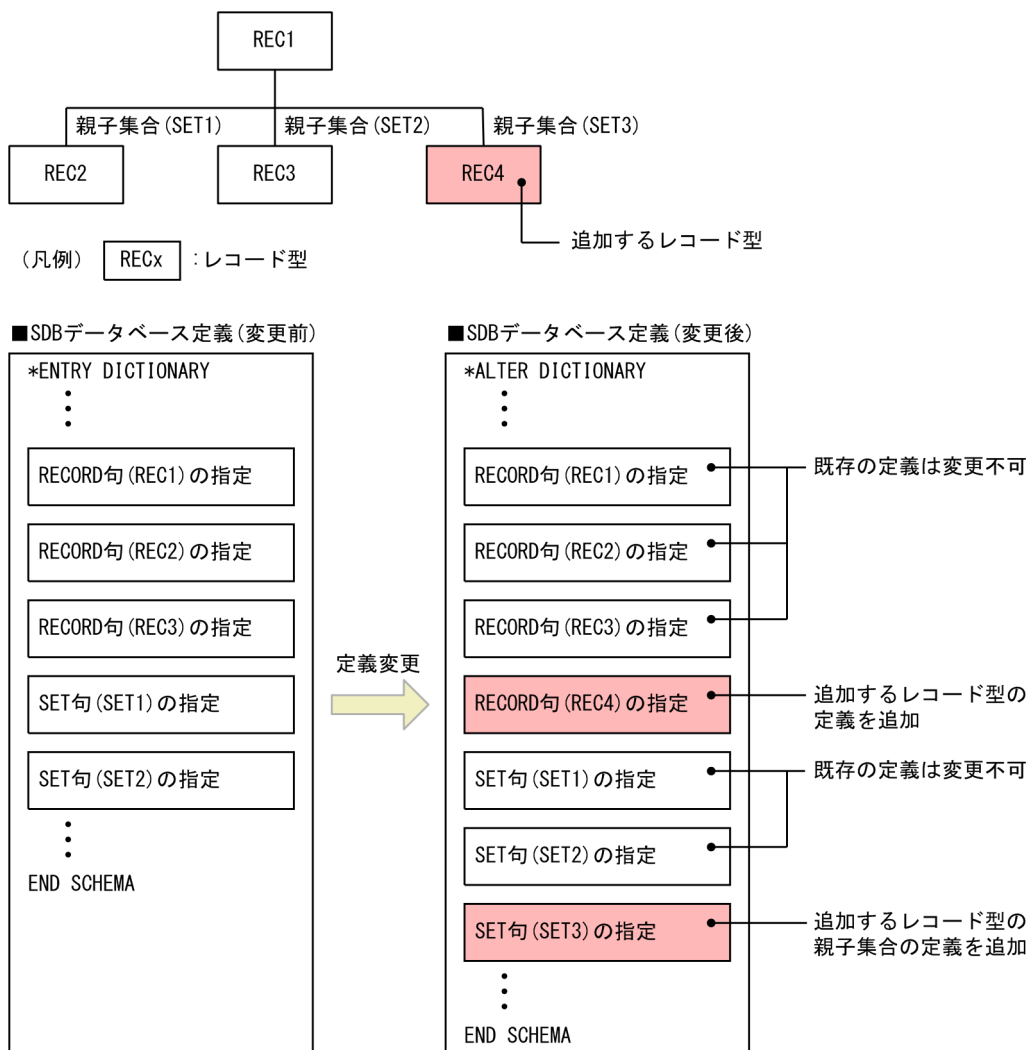 REC1
親子集合(SET1)
親子集合(SET2)
親子集合(SET3)
REC2
REC3
REC4
追加するレコード型
(凡例)
RECx
:レコード型
■SDBデータベース定義(変更前)
*ENTRY DICTIONARY
RECORD句(REC1)の指定
RECORD句(REC2)の指定
RECORD句(REC3)の指定
SET句(SET1)の指定
SET句(SET2)の指定
END SCHEMA
定義変更
■SDBデータベース定義(変更後)
*ALTER DICTIONARY
RECORD句(REC1)の指定
既存の定義は変更不可
RECORD句(REC2)の指定
RECORD句(REC3)の指定
RECORD句(REC4)の指定
追加するレコード型の
定義を追加
SET句(SET1)の指定
既存の定義は変更不可
SET句(SET2)の指定
SET句(SET3)の指定
追加するレコード型の
親子集合の定義を追加
END SCHEMA